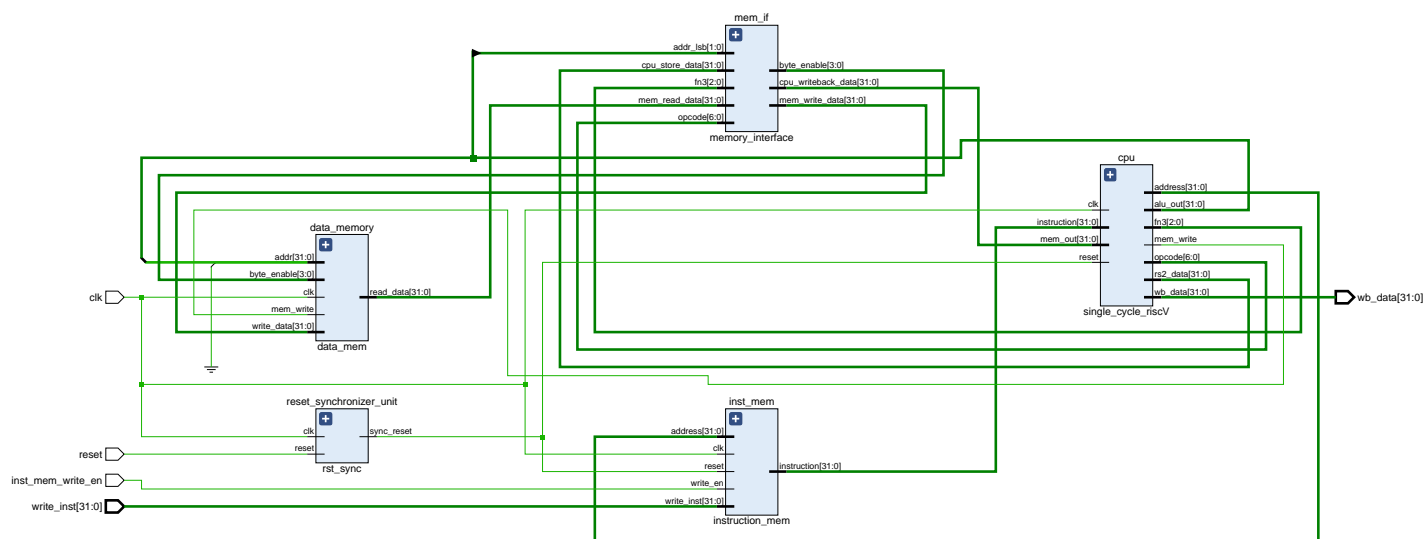 mem_if
addr_lsb[1:0]
cpu_store_data[31:0]
fn3[2:0]
mem_read_data[31:0]
opcode[6:0]
byte_enable[3:0]
cpu_writeback_data[31:0]
mem_write_data[31:0]
memory_interface
cpu
clk
instruction[31:0]
mem_out[31:0]
reset
address[31:0]
alu_out[31:0]
fn3[2:0]
mem_write
opcode[6:0]
rs2_data[31:0]
wb_data[31:0]
single_cycle_riscV
wb_data[31:0]
data_memory
addr[31:0]
byte_enable[3:0]
clk
mem_write
write_data[31:0]
read_data[31:0]
data_mem
clk
reset_synchronizer_unit
clk
reset
sync_reset
rst_sync
reset
inst_mem_write_en
write_inst[31:0]
inst_mem
address[31:0]
clk
reset
write_en
write_inst[31:0]
instruction[31:0]
instruction_mem